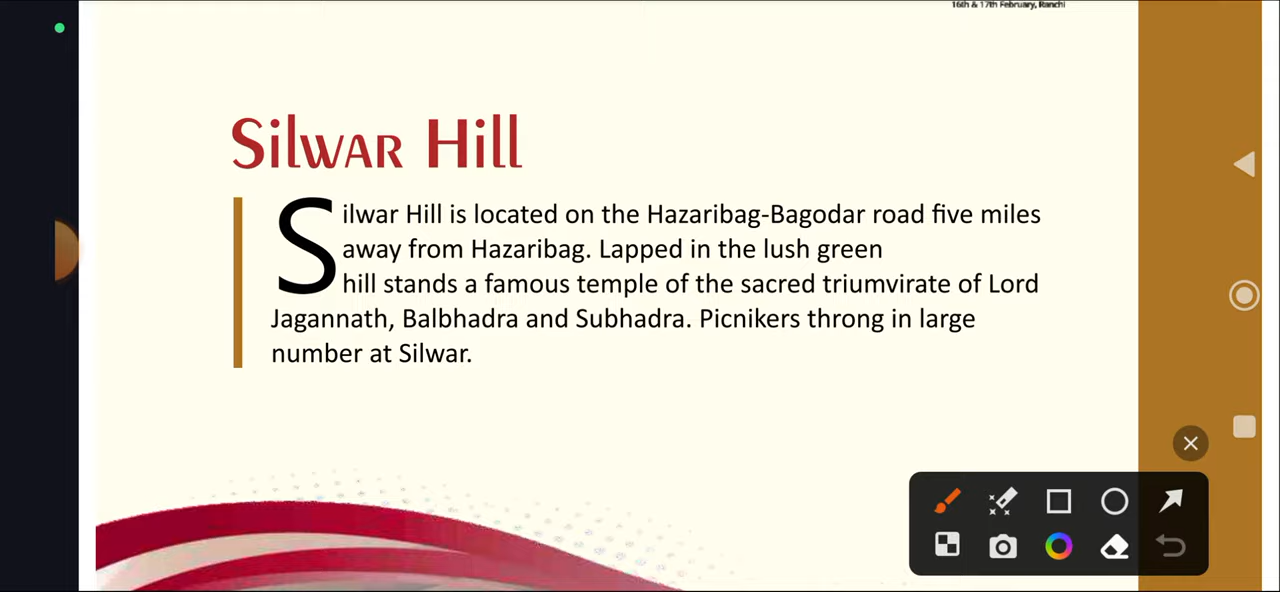 16th & 17th February, Ranchi
Silwar Hill
Silwar Hill is located on the Hazaribag-Bagodar road five miles
away from Hazaribag. Lapped in the lush green
hill stands a famous temple of the sacred triumvirate of Lord
Jagannath, Balbhadra and Subhadra. Picnikers throng in large
number at Silwar.